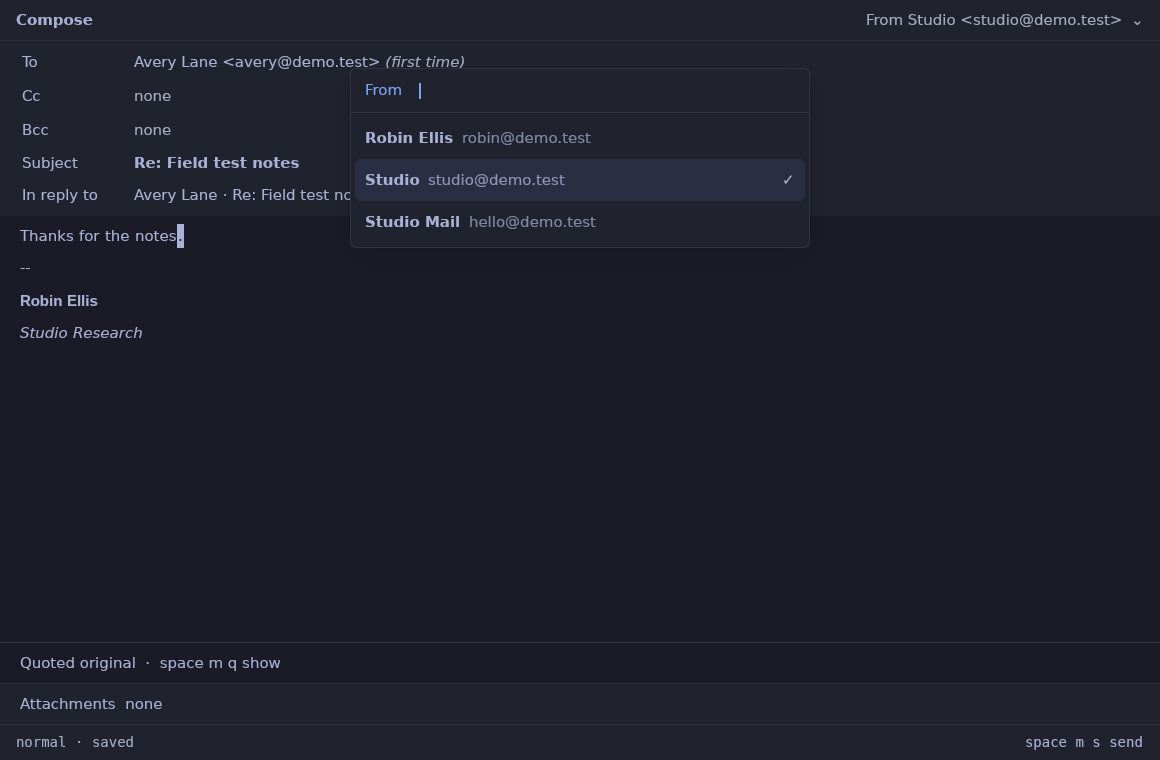 Compose
From Studio <studio@demo.test> ⌄
To Avery Lane <avery@demo.test> (first time)
Cc none
Bcc none
Subject Re: Field test notes
In reply to Avery Lane · Re: Field test
From
Robin Ellis robin@demo.test
Studio studio@demo.test ✓
Studio Mail hello@demo.test
Thanks for the notes.
--
Robin Ellis
Studio Research
Quoted original · space m q show
Attachments none
normal · saved
space m s send